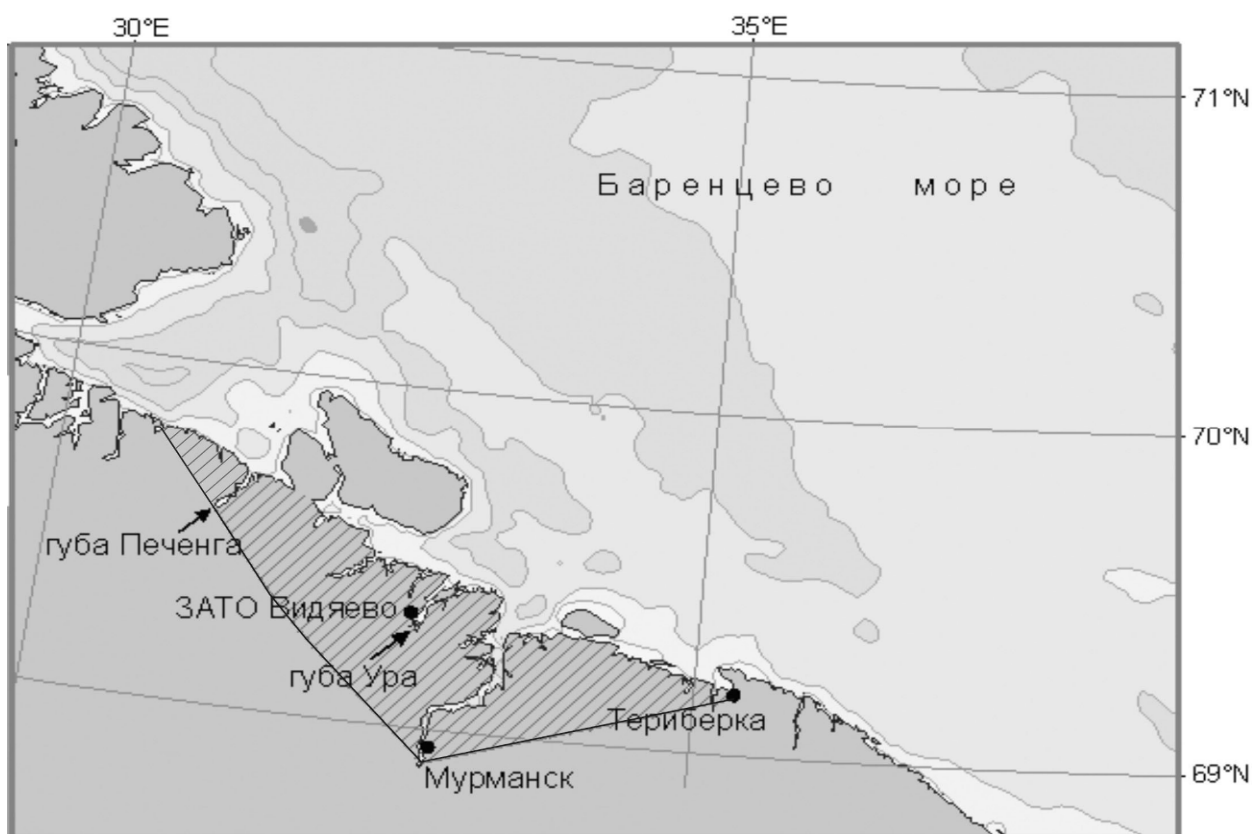 30°E
35°E
71°N
Баренцево море
70°N
губа Печенга
ЗАТО Видяево
губа Ура
Териберка
Мурманск
69°N